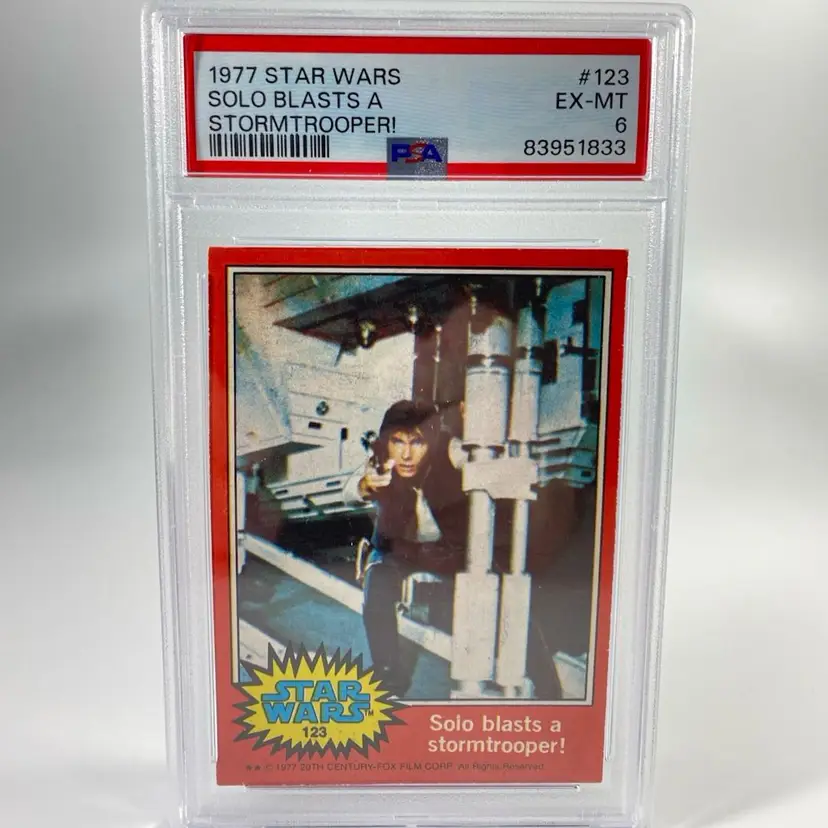 1977 STAR WARS #123
SOLO BLASTS A EX-MT
STORMTROOPER! 6
PSA 83951833
STAR
WARS™
123
Solo blasts a
stormtrooper!
★★ © 1977 20TH CENTURY-FOX FILM CORP. All Rights Reserved.